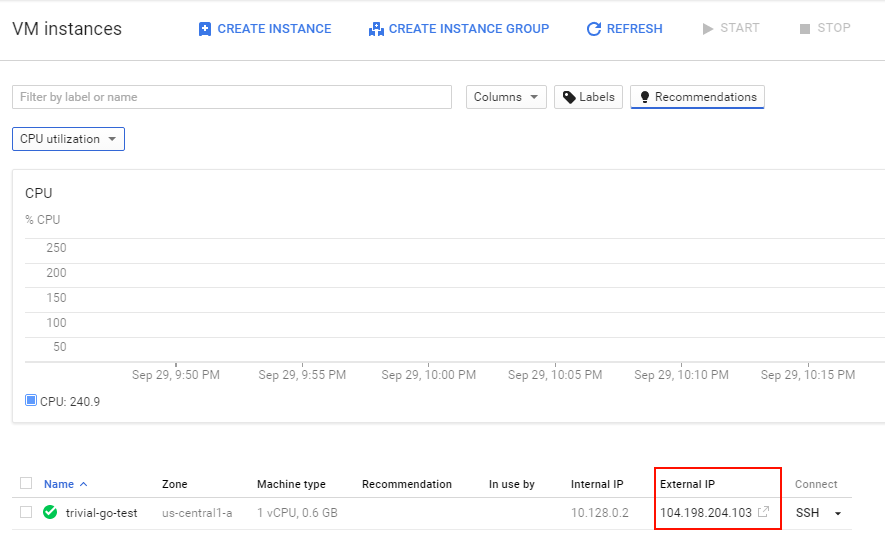 VM instances CREATE INSTANCE CREATE INSTANCE GROUP REFRESH START STOP
Filter by label or name Columns Labels Recommendations
CPU utilization
CPU
% CPU
250
200
150
100
50
Sep 29, 9:50 PM Sep 29, 9:55 PM Sep 29, 10:00 PM Sep 29, 10:05 PM Sep 29, 10:10 PM Sep 29, 10:15 PM
CPU: 240.9
Name Zone Machine type Recommendation In use by Internal IP External IP Connect
trivial-go-test us-central1-a 1 vCPU, 0.6 GB 10.128.0.2 104.198.204.103 SSH